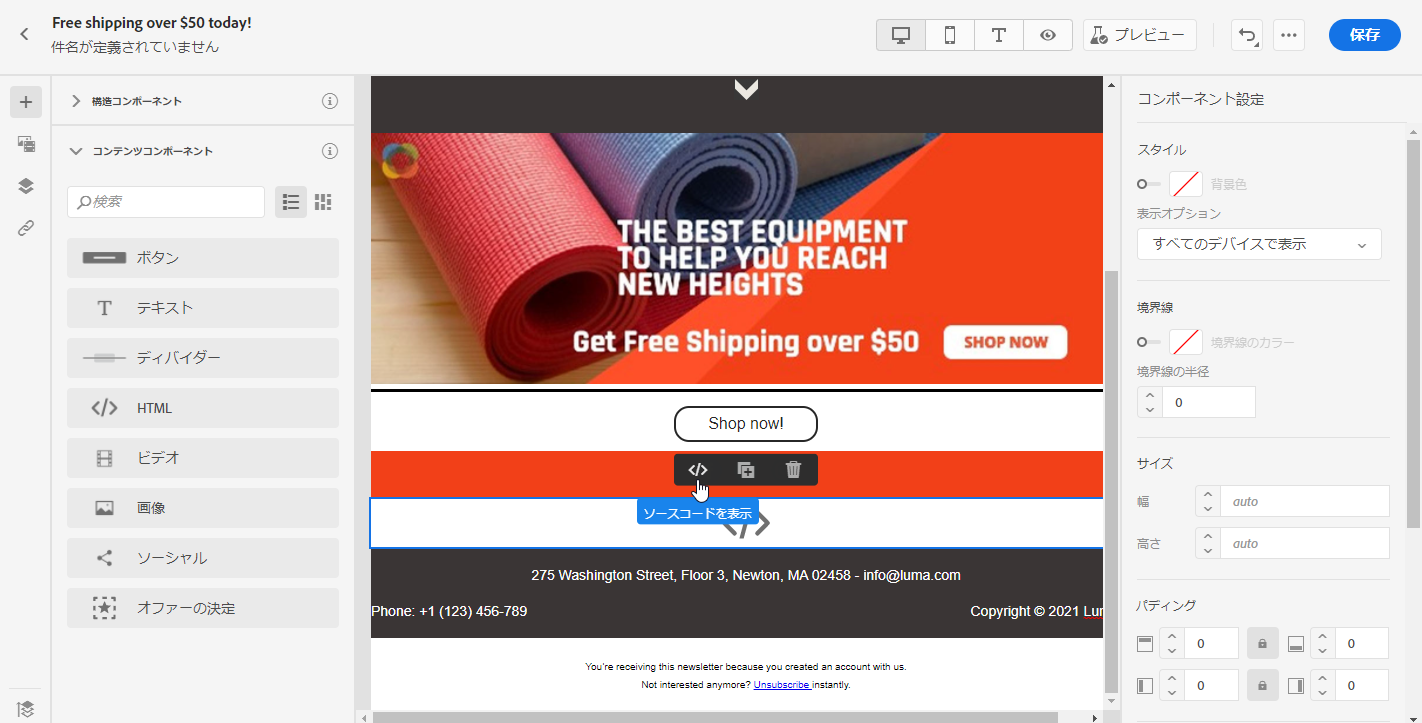 Free shipping over $50 today!
件名が定義されていません
プレビュー
保存
構造コンポーネント
コンテンツコンポーネント
検索
ボタン
テキスト
ディバイダー
HTML
ビデオ
画像
ソーシャル
オファーの決定
THE BEST EQUIPMENT
TO HELP YOU REACH
NEW HEIGHTS
Get Free Shipping over $50
SHOP NOW
Shop now!
ソースコードを表示
275 Washington Street, Floor 3, Newton, MA 02458 - info@luma.com
Phone: +1 (123) 456-789
Copyright © 2021 Lu
You're receiving this newsletter because you created an account with us.
Not interested anymore? Unsubscribe instantly.
コンポーネント設定
スタイル
背景色
表示オプション
すべてのデバイスで表示
境界線
境界線のカラー
境界線の半径
0
サイズ
幅
auto
高さ
auto
パディング
0
0
0
0